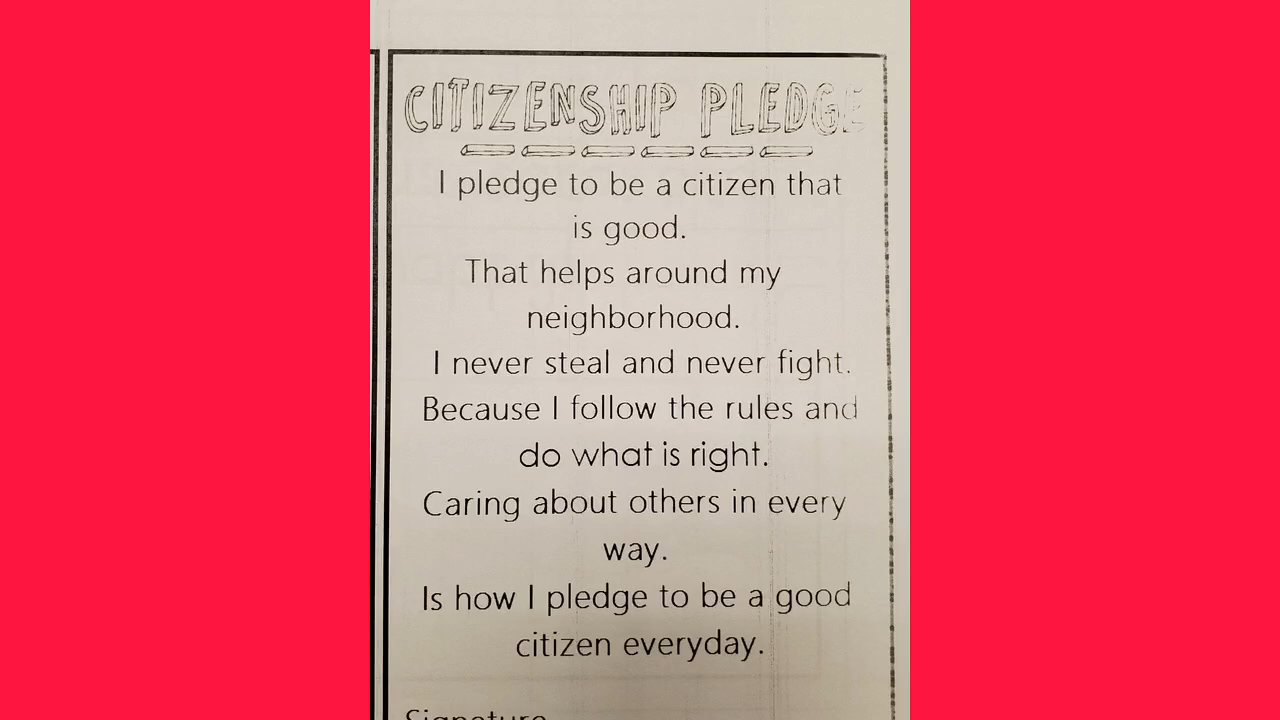 CITIZENSHIP PLEDGE
I pledge to be a citizen that
is good.
That helps around my
neighborhood.
I never steal and never fight.
Because I follow the rules and
do what is right.
Caring about others in every
way.
Is how I pledge to be a good
citizen everyday.
Signature